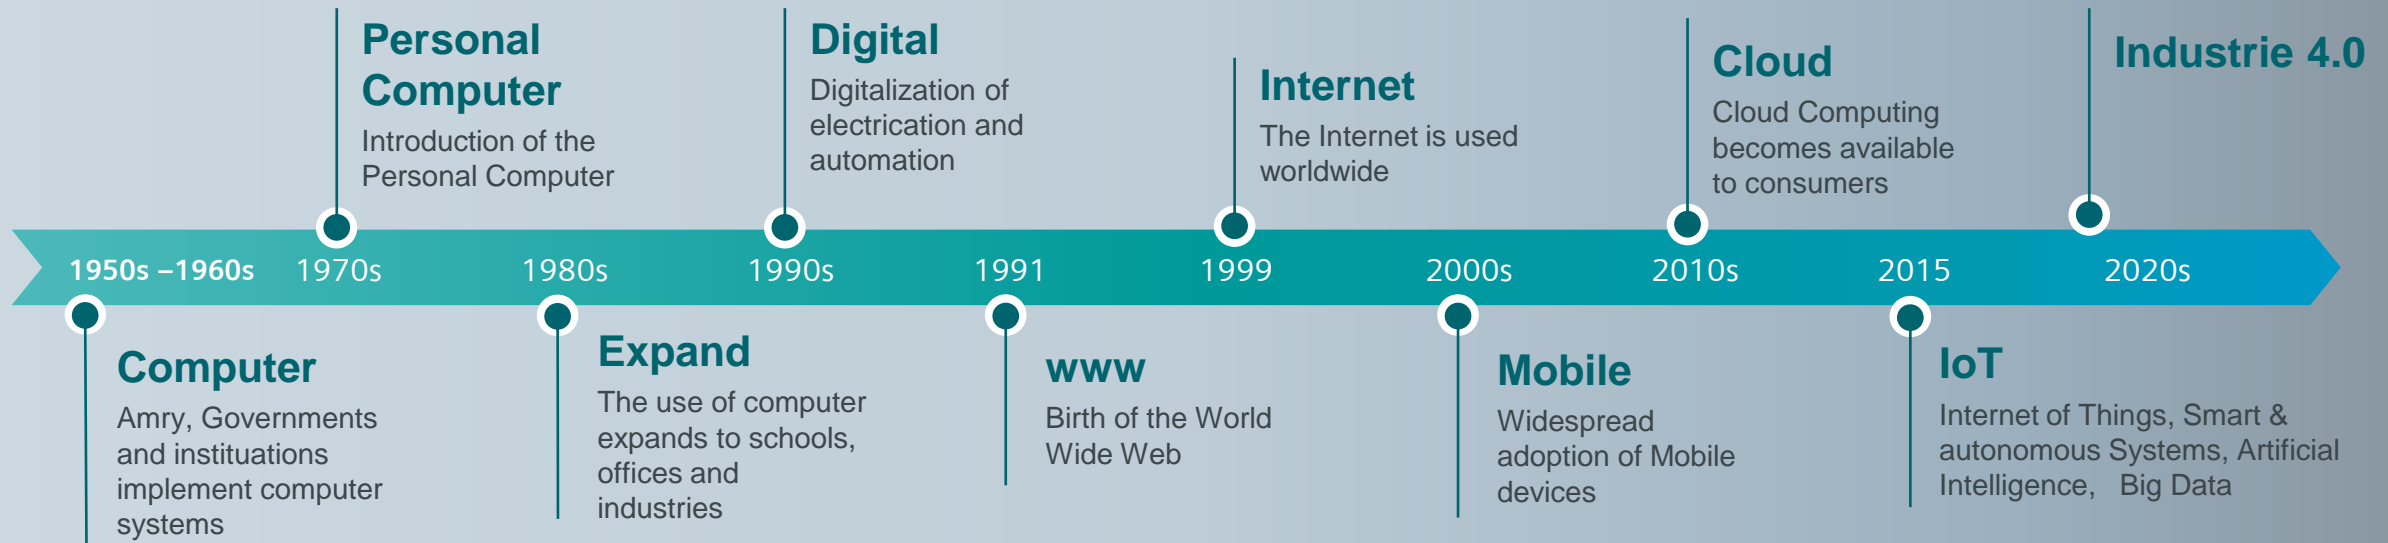 Personal
Computer
Introduction of the
Personal Computer
Digital
Digitalization of
electrication and
automation
Internet
The Internet is used
worldwide
Cloud
Cloud Computing
becomes available
to consumers
Industrie 4.0
1950s –1960s 1970s 1980s 1990s 1991 1999 2000s 2010s 2015 2020s
Computer
Amry, Governments
and instituations
implement computer
systems
Expand
The use of computer
expands to schools,
offices and
industries
www
Birth of the World
Wide Web
Mobile
Widespread
adoption of Mobile
devices
IoT
Internet of Things, Smart &
autonomous Systems, Artificial
Intelligence, Big Data